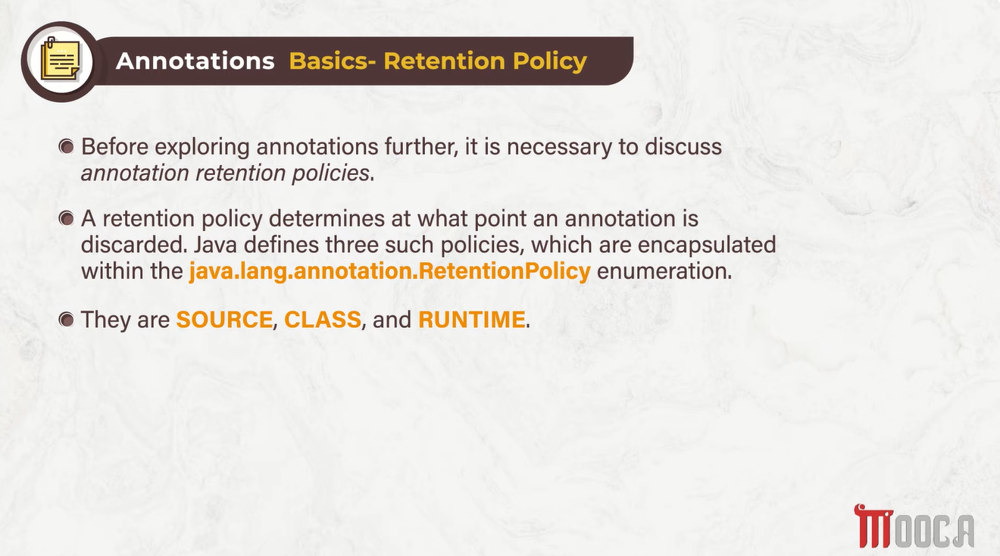 Annotations Basics- Retention Policy
Before exploring annotations further, it is necessary to discuss
annotation retention policies.
A retention policy determines at what point an annotation is
discarded. Java defines three such policies, which are encapsulated
within the java.lang.annotation.RetentionPolicy enumeration.
They are SOURCE, CLASS, and RUNTIME.
MOOCA